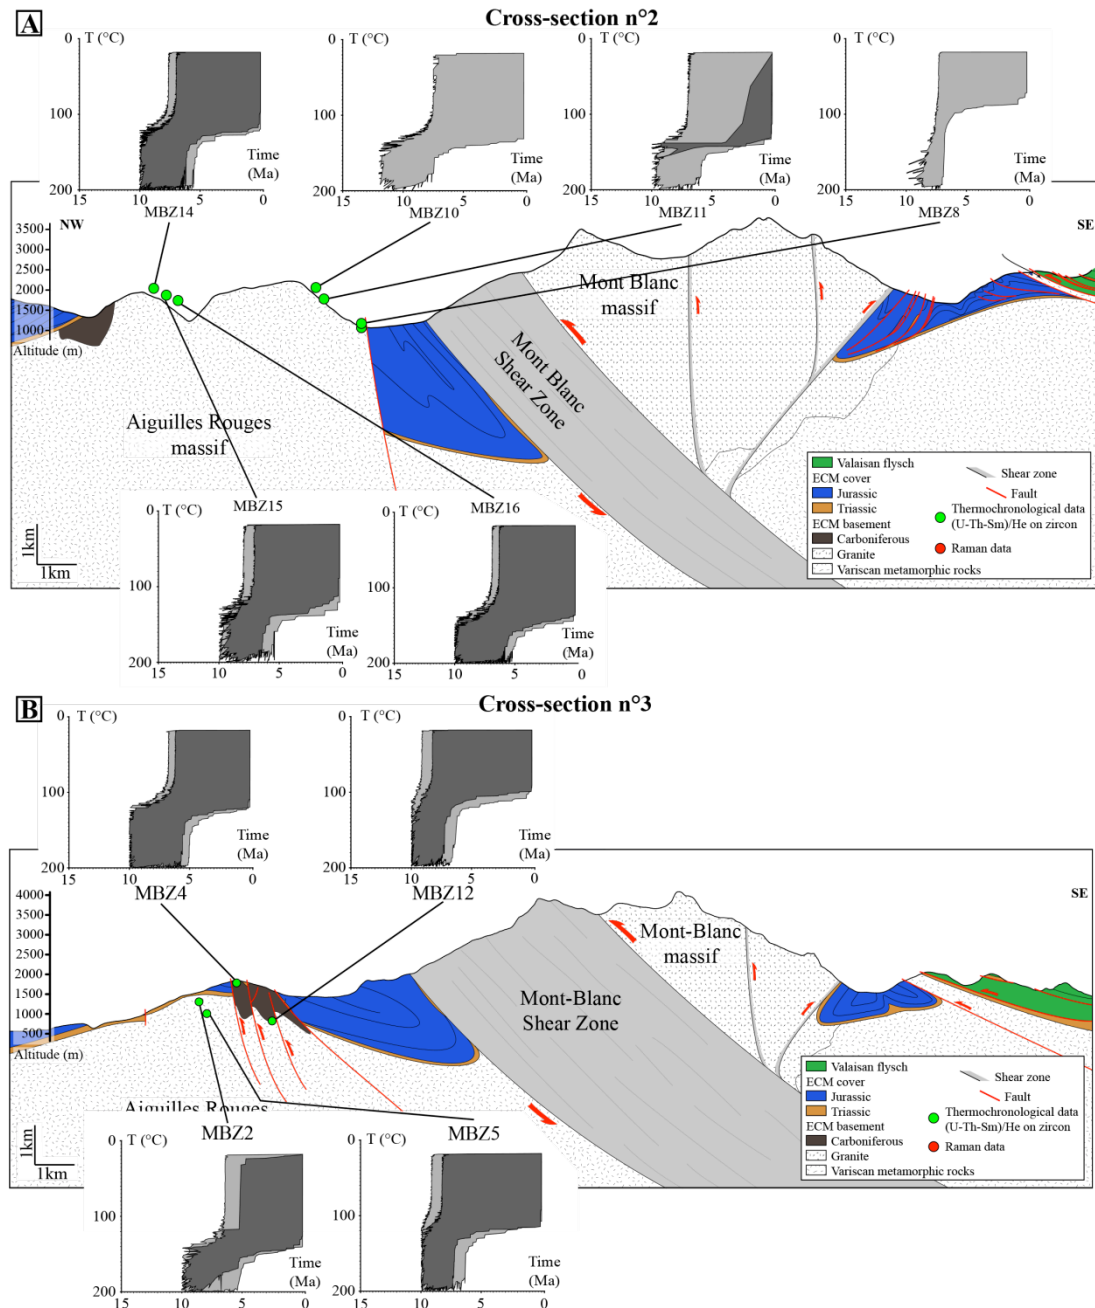 A
Cross-section n°2
0 T (°C)
100
200
15 10 5 0
Time
(Ma)
MBZ14
0 T (°C)
100
200
15 10 5 0
Time
(Ma)
MBZ10
0 T (°C)
100
200
15 10 5 0
Time
(Ma)
MBZ11
0 T (°C)
100
200
15 10 5 0
Time
(Ma)
MBZ8
NW
SE
3500
3000
2500
2000
1500
1000
Altitude (m)
Mont Blanc
massif
Mont Blanc
Shear Zone
Aiguilles Rouges
massif
1km
1km
MBZ15
0 T (°C)
100
200
15 10 5 0
Time
(Ma)
MBZ16
0 T (°C)
100
200
15 10 5 0
Time
(Ma)
Valaisan flysch
ECM cover
Jurassic
Triassic
ECM basement
Carboniferous
Granite
Variscan metamorphic rocks
Shear zone
Fault
Thermochronological data
(U-Th-Sm)/He on zircon
Raman data
B
Cross-section n°3
0 T (°C)
100
200
15 10 5 0
Time
(Ma)
MBZ4
0 T (°C)
100
200
15 10 5 0
Time
(Ma)
MBZ12
SE
4000
3500
3000
2500
2000
1500
1000
500
Altitude (m)
Mont-Blanc
massif
Mont-Blanc
Shear Zone
Aiguilles Rouges
1km
1km
MBZ2
0 T (°C)
100
200
15 10 5 0
Time
(Ma)
MBZ5
0 T (°C)
100
200
15 10 5 0
Time
(Ma)
Valaisan flysch
ECM cover
Jurassic
Triassic
ECM basement
Carboniferous
Granite
Variscan metamorphic rocks
Shear zone
Fault
Thermochronological data
(U-Th-Sm)/He on zircon
Raman data